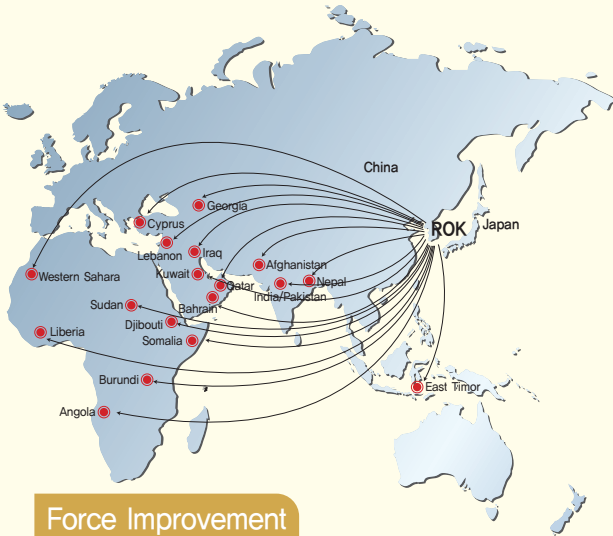 China
Georgia
ROK
Japan
Cyprus
Lebanon
Iraq
Afghanistan
Western Sahara
Kuwait
Qatar
Nepal
India/Pakistan
Bahrain
Sudan
Djibouti
Liberia
Somalia
Burundi
East Timor
Angola
Force Improvement